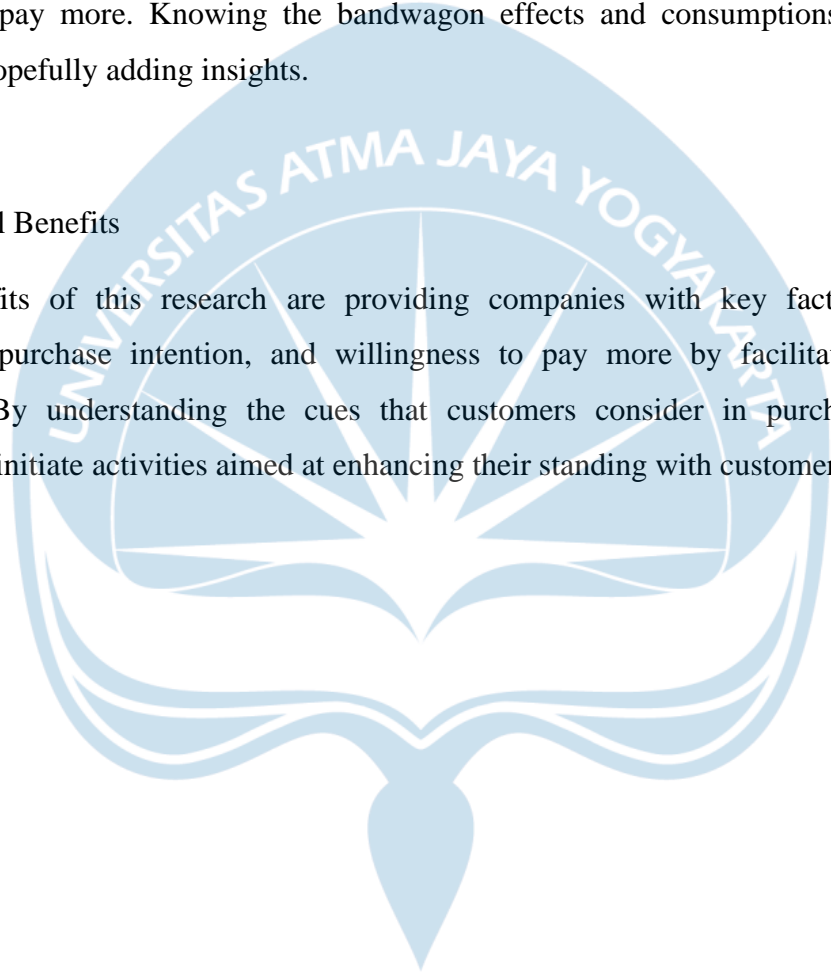 pay more. Knowing the bandwagon effects and consumptions
opefully adding insights.
UNIVERSITAS ATMA JAYA YOGYAKARTA
l Benefits
fits of this research are providing companies with key fact
purchase intention, and willingness to pay more by facilitat
By understanding the cues that customers consider in purch
initiate activities aimed at enhancing their standing with customer